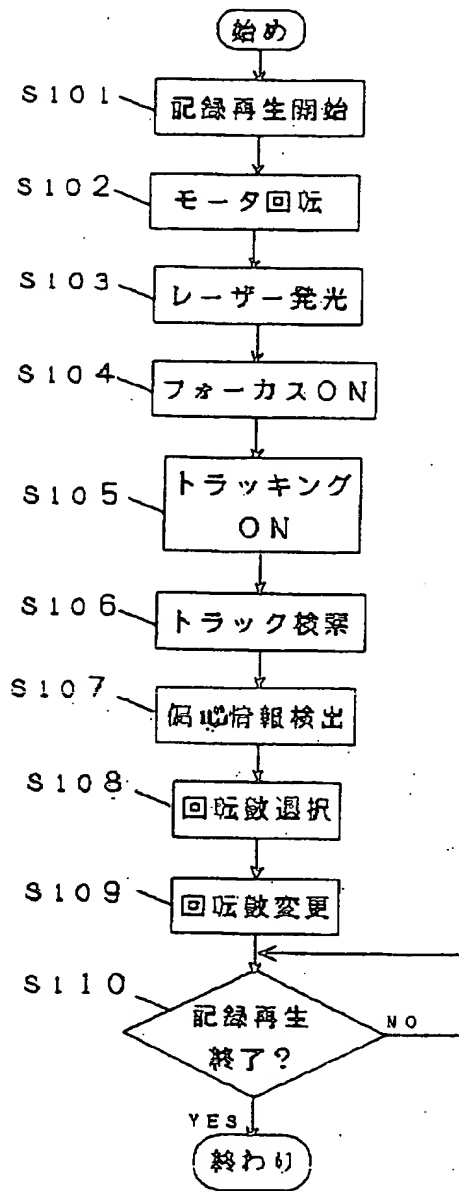 始め
S101
記録再生開始
S102
モータ回転
S103
レーザー発光
S104
フォーカスON
S105
トラッキング
ON
S106
トラック検索
S107
偏心情報検出
S108
回転数選択
S109
回転数変更
S110
記録再生
終了?
NO
YES
終わり